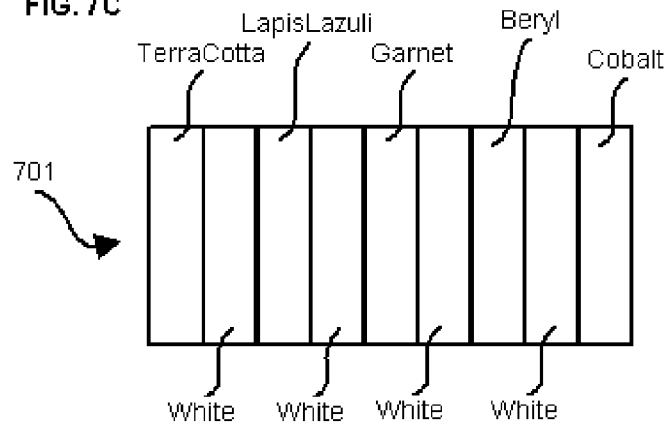 FIG. 7C
LapisLazuli Beryl
TerraCotta Garnet Cobalt
701
White White White White